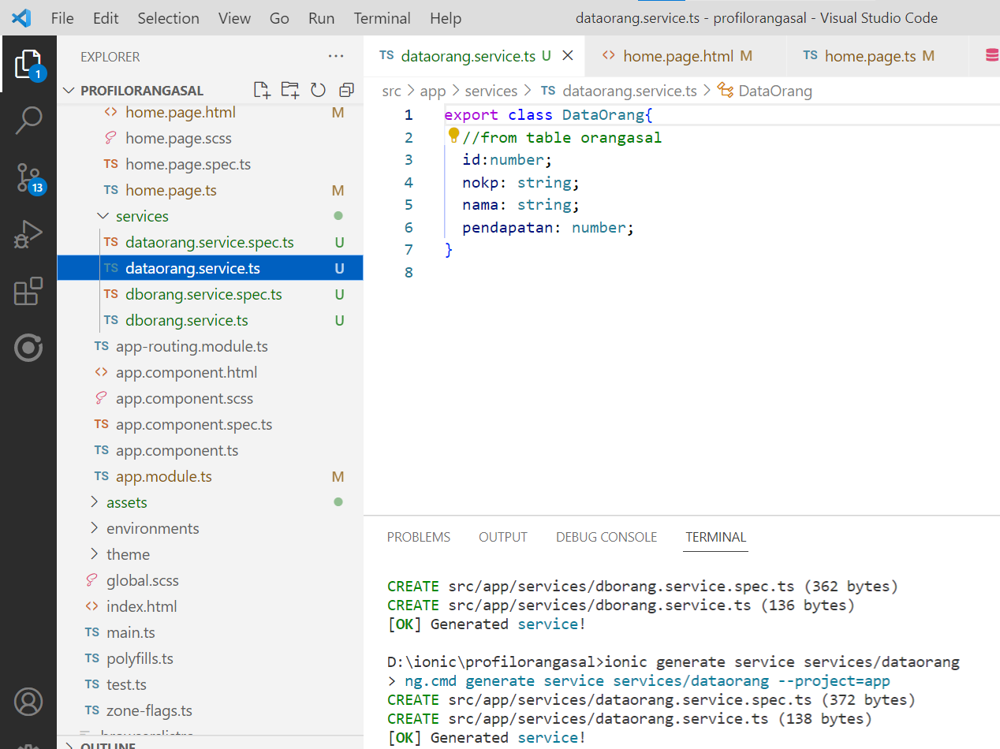 File Edit Selection View Go Run Terminal Help dataorang.service.ts - profilorangasal - Visual Studio Code
EXPLORER
1
PROFILORANGASAL
home.page.html M
home.page.scss
TS home.page.spec.ts
13
TS home.page.ts M
services
TS dataorang.service.spec.ts U
TS dataorang.service.ts U
TS dborang.service.spec.ts U
TS dborang.service.ts U
TS app-routing.module.ts
app.component.html
app.component.scss
TS app.component.spec.ts
TS app.component.ts
TS app.module.ts M
assets
environments
theme
global.scss
index.html
TS main.ts
TS polyfills.ts
TS test.ts
TS zone-flags.ts
OUTLINE
TS dataorang.service.ts U home.page.html M TS home.page.ts M
src > app > services > TS dataorang.service.ts > DataOrang
1 export class DataOrang{
2 //from table orangasal
3 id:number;
4 nokp: string;
5 nama: string;
6 pendapatan: number;
7 }
8
PROBLEMS OUTPUT DEBUG CONSOLE TERMINAL
CREATE src/app/services/dborang.service.spec.ts (362 bytes)
CREATE src/app/services/dborang.service.ts (136 bytes)
[OK] Generated service!
D:\ionic\profilorangasal>ionic generate service services/dataorang
> ng.cmd generate service services/dataorang --project=app
CREATE src/app/services/dataorang.service.spec.ts (372 bytes)
CREATE src/app/services/dataorang.service.ts (138 bytes)
[OK] Generated service!